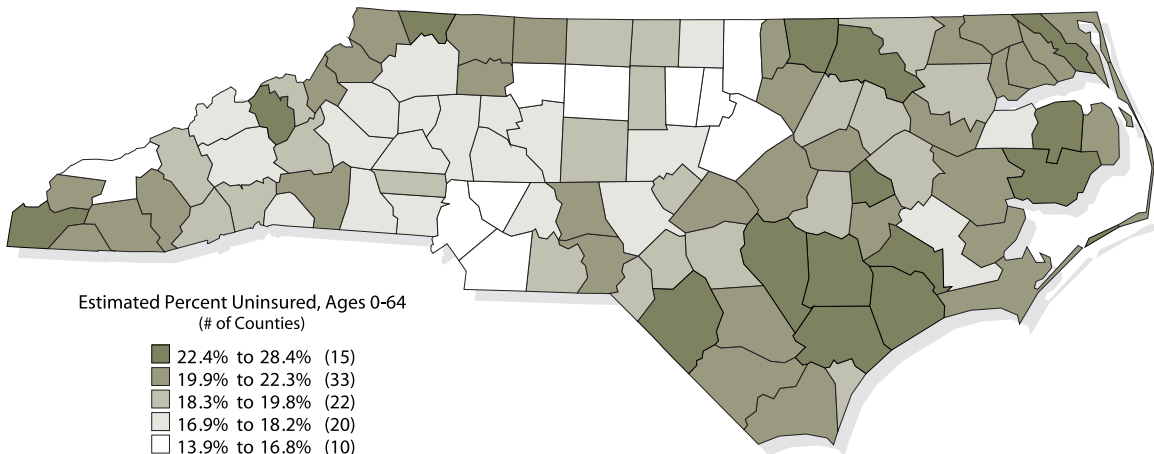 Estimated Percent Uninsured, Ages 0-64
(# of Counties)
22.4% to 28.4% (15)
19.9% to 22.3% (33)
18.3% to 19.8% (22)
16.9% to 18.2% (20)
13.9% to 16.8% (10)